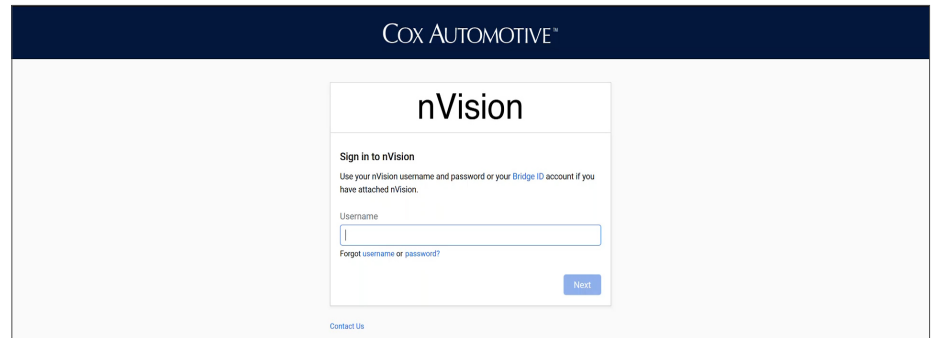 COX AUTOMOTIVE™
nVision
Sign in to nVision
Use your nVision username and password or your Bridge ID account if you
have attached nVision.
Username
Forgot username or password?
Next
Contact Us